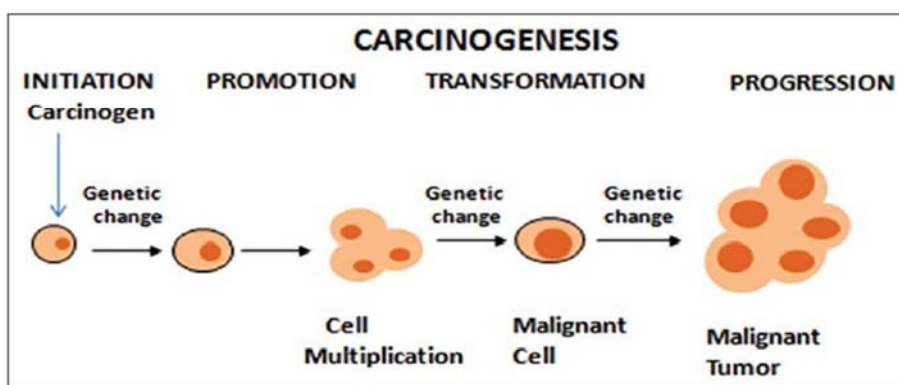 CARCINOGENESIS
INITIATION PROMOTION TRANSFORMATION PROGRESSION
Carcinogen
Genetic change
Genetic change
Genetic change
Cell Multiplication
Malignant Cell
Malignant Tumor